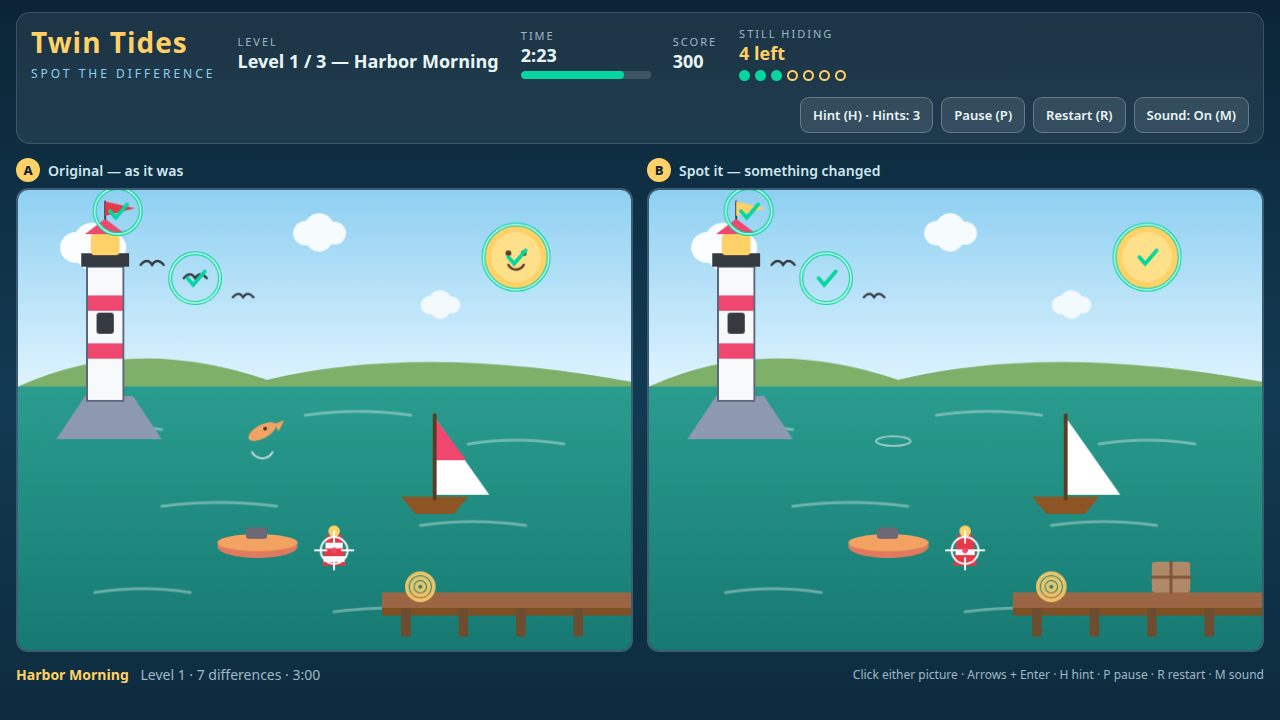 Twin Tides
SPOT THE DIFFERENCE
LEVEL
Level 1 / 3 — Harbor Morning
TIME
2:23
SCORE
300
STILL HIDING
4 left
Hint (H) · Hints: 3
Pause (P)
Restart (R)
Sound: On (M)
A Original — as it was
B Spot it — something changed
Harbor Morning Level 1 · 7 differences · 3:00
Click either picture · Arrows + Enter · H hint · P pause · R restart · M sound